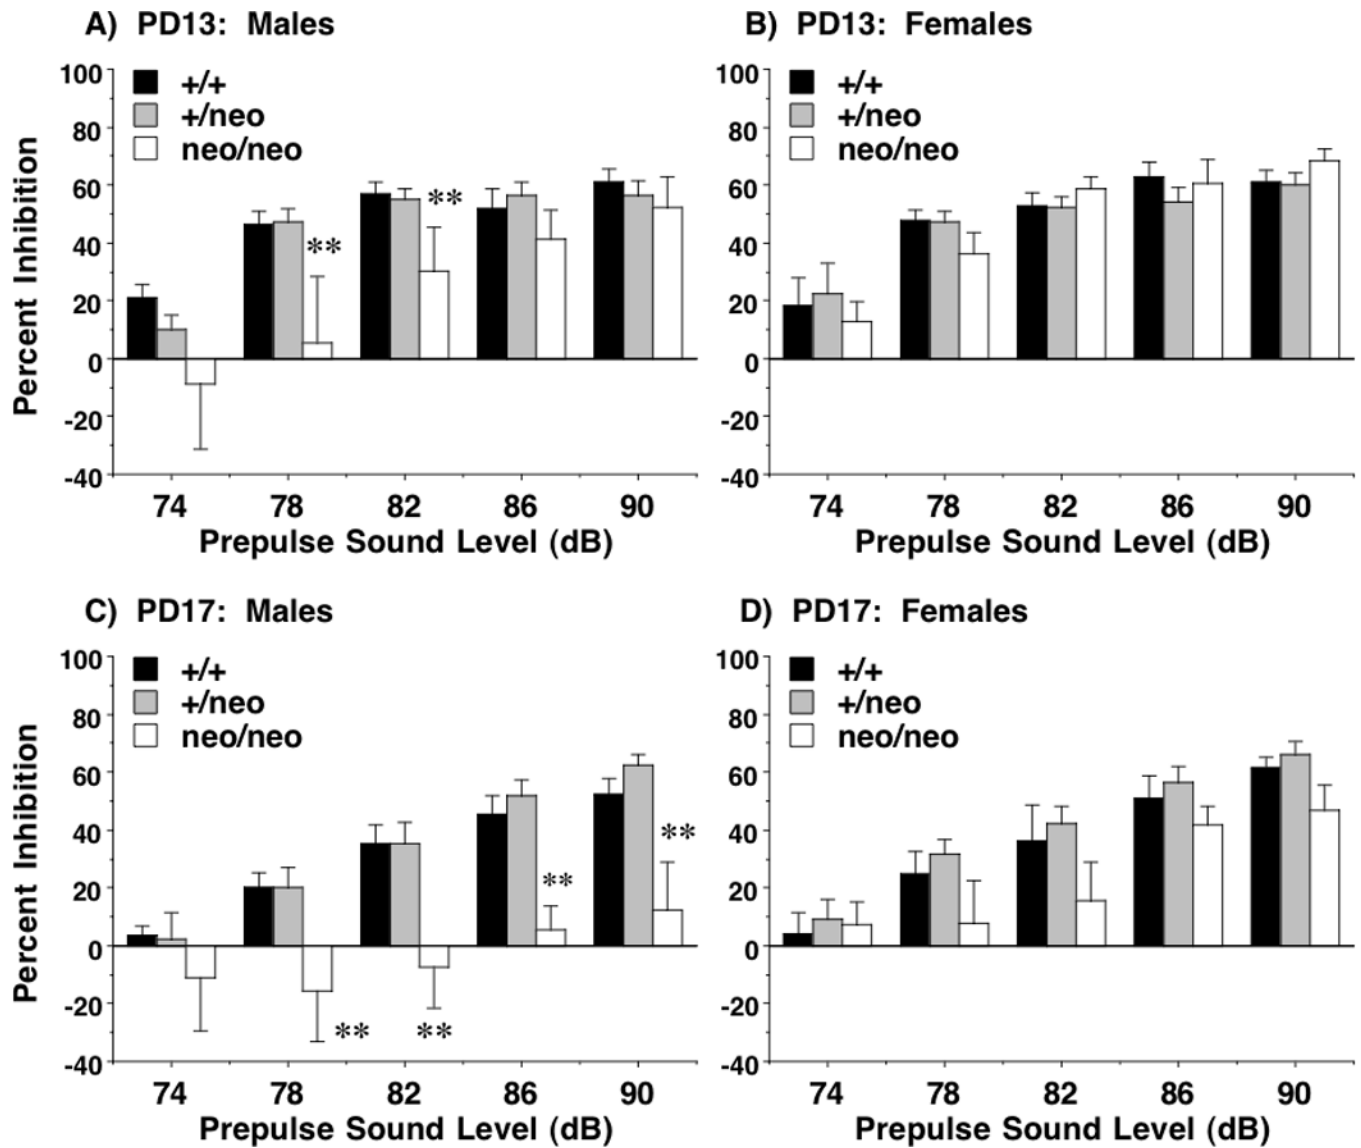 A) PD13: Males
B) PD13: Females
Percent Inhibition
100
80
60
40
20
0
-20
-40
+/+
+/neo
neo/neo
**
**
74 78 82 86 90
Prepulse Sound Level (dB)
100
80
60
40
20
0
-20
-40
+/+
+/neo
neo/neo
74 78 82 86 90
Prepulse Sound Level (dB)
C) PD17: Males
D) PD17: Females
Percent Inhibition
100
80
60
40
20
0
-20
-40
+/+
+/neo
neo/neo
**
**
**
**
74 78 82 86 90
Prepulse Sound Level (dB)
100
80
60
40
20
0
-20
-40
+/+
+/neo
neo/neo
74 78 82 86 90
Prepulse Sound Level (dB)